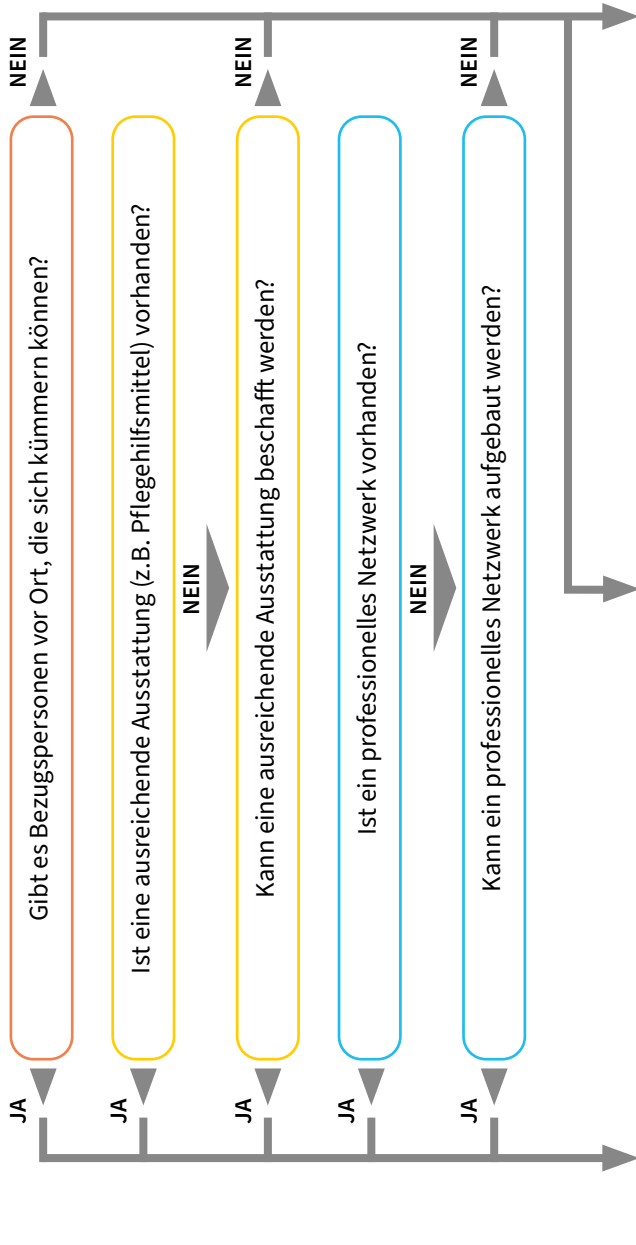 JA
Gibt es Bezugspersonen vor Ort, die sich kümmern können?
NEIN
JA
Ist eine ausreichende Ausstattung (z.B. Pflegehilfsmittel) vorhanden?
NEIN
JA
Kann eine ausreichende Ausstattung beschafft werden?
NEIN
JA
Ist ein professionelles Netzwerk vorhanden?
NEIN
JA
Kann ein professionelles Netzwerk aufgebaut werden?
NEIN